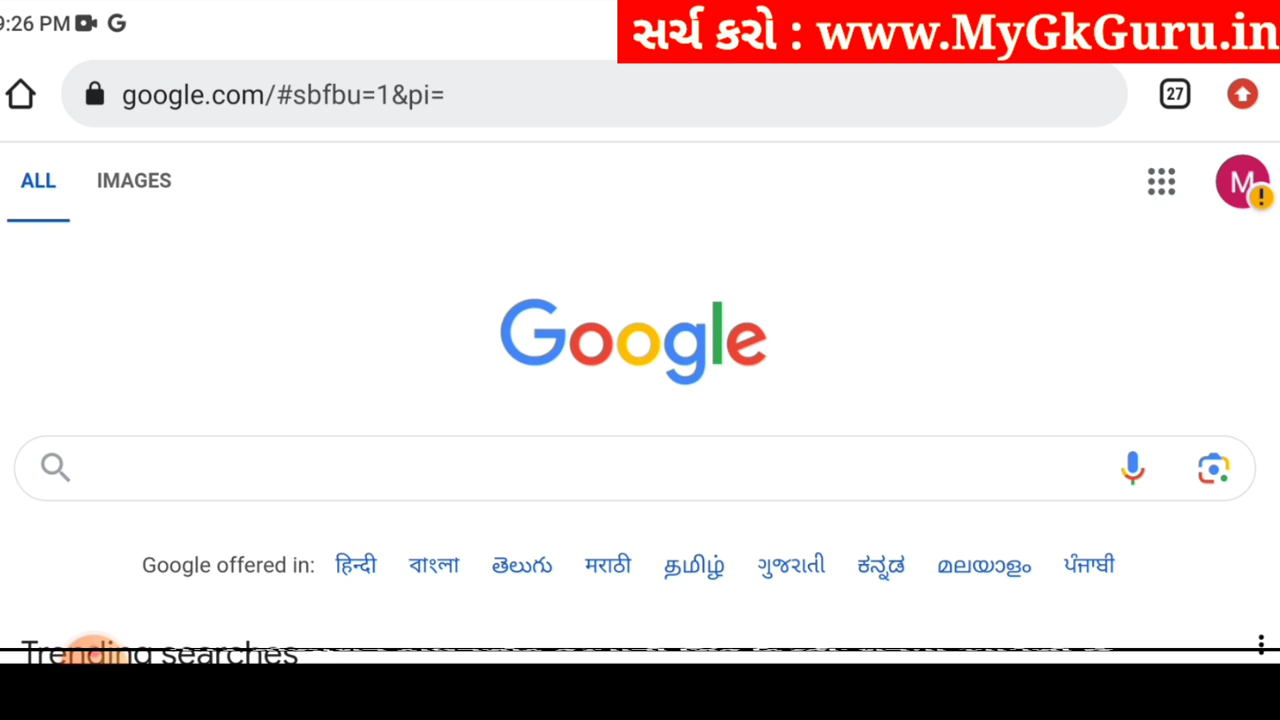 9:26 PM
સર્ચ કરો : www.MyGkGuru.in
google.com/#sbfbu=1&pi=
27
ALL IMAGES
M
Google
Google offered in: हिन्दी বাংলা తెలుగు मराठी தமிழ் ગુજરાતી ಕನ್ನಡ മലയാളം ਪੰਜਾਬੀ
Trending searches